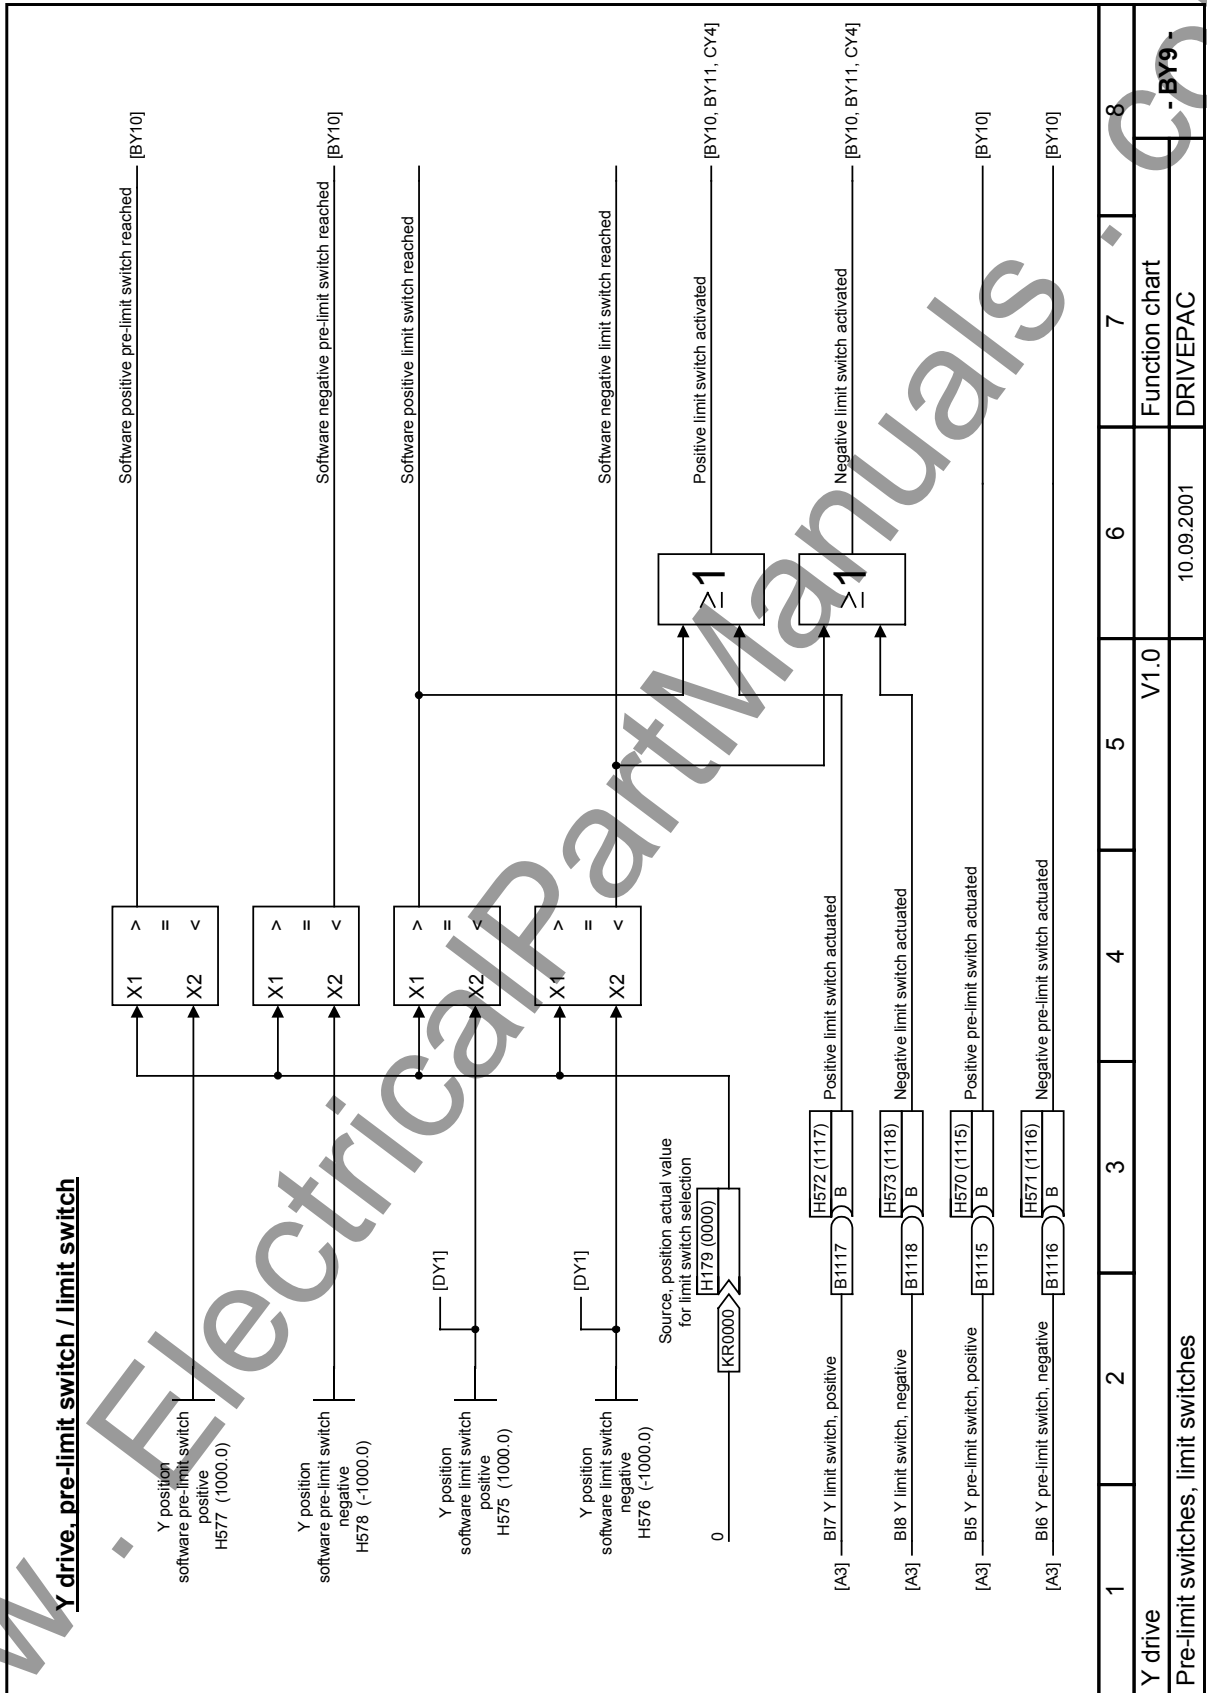 Y drive, pre-limit switch / limit switch
Y position
software pre-limit switch
positive
H577 (1000.0)
X1
X2
>
=
<
Software positive pre-limit switch reached
[BY10]
Y position
software pre-limit switch
negative
H578 (-1000.0)
X1
X2
>
=
<
Software negative pre-limit switch reached
[BY10]
Y position
software limit switch
positive
H575 (1000.0)
[DY1]
X1
X2
>
=
<
Software positive limit switch reached
Y position
software limit switch
negative
H576 (-1000.0)
[DY1]
X1
X2
>
=
<
Software negative limit switch reached
Source, position actual value
for limit switch selection
H179 (0000)
0
KR0000
≥1
Positive limit switch activated
[BY10, BY11, CY4]
≥1
Negative limit switch activated
[BY10, BY11, CY4]
[A3]
BI7 Y limit switch, positive
B1117
H572 (1117)
B
Positive limit switch actuated
[A3]
BI8 Y limit switch, negative
B1118
H573 (1118)
B
Negative limit switch actuated
[A3]
BI5 Y pre-limit switch, positive
B1115
H570 (1115)
B
Positive pre-limit switch actuated
[BY10]
[A3]
BI6 Y pre-limit switch, negative
B1116
H571 (1116)
B
Negative pre-limit switch actuated
[BY10]
1 2 3 4 5 6 7 8
Y drive
V1.0
Function chart
- BY9 -
Pre-limit switches, limit switches
10.09.2001
DRIVEPAC
w . ElectricalPartManuals . co